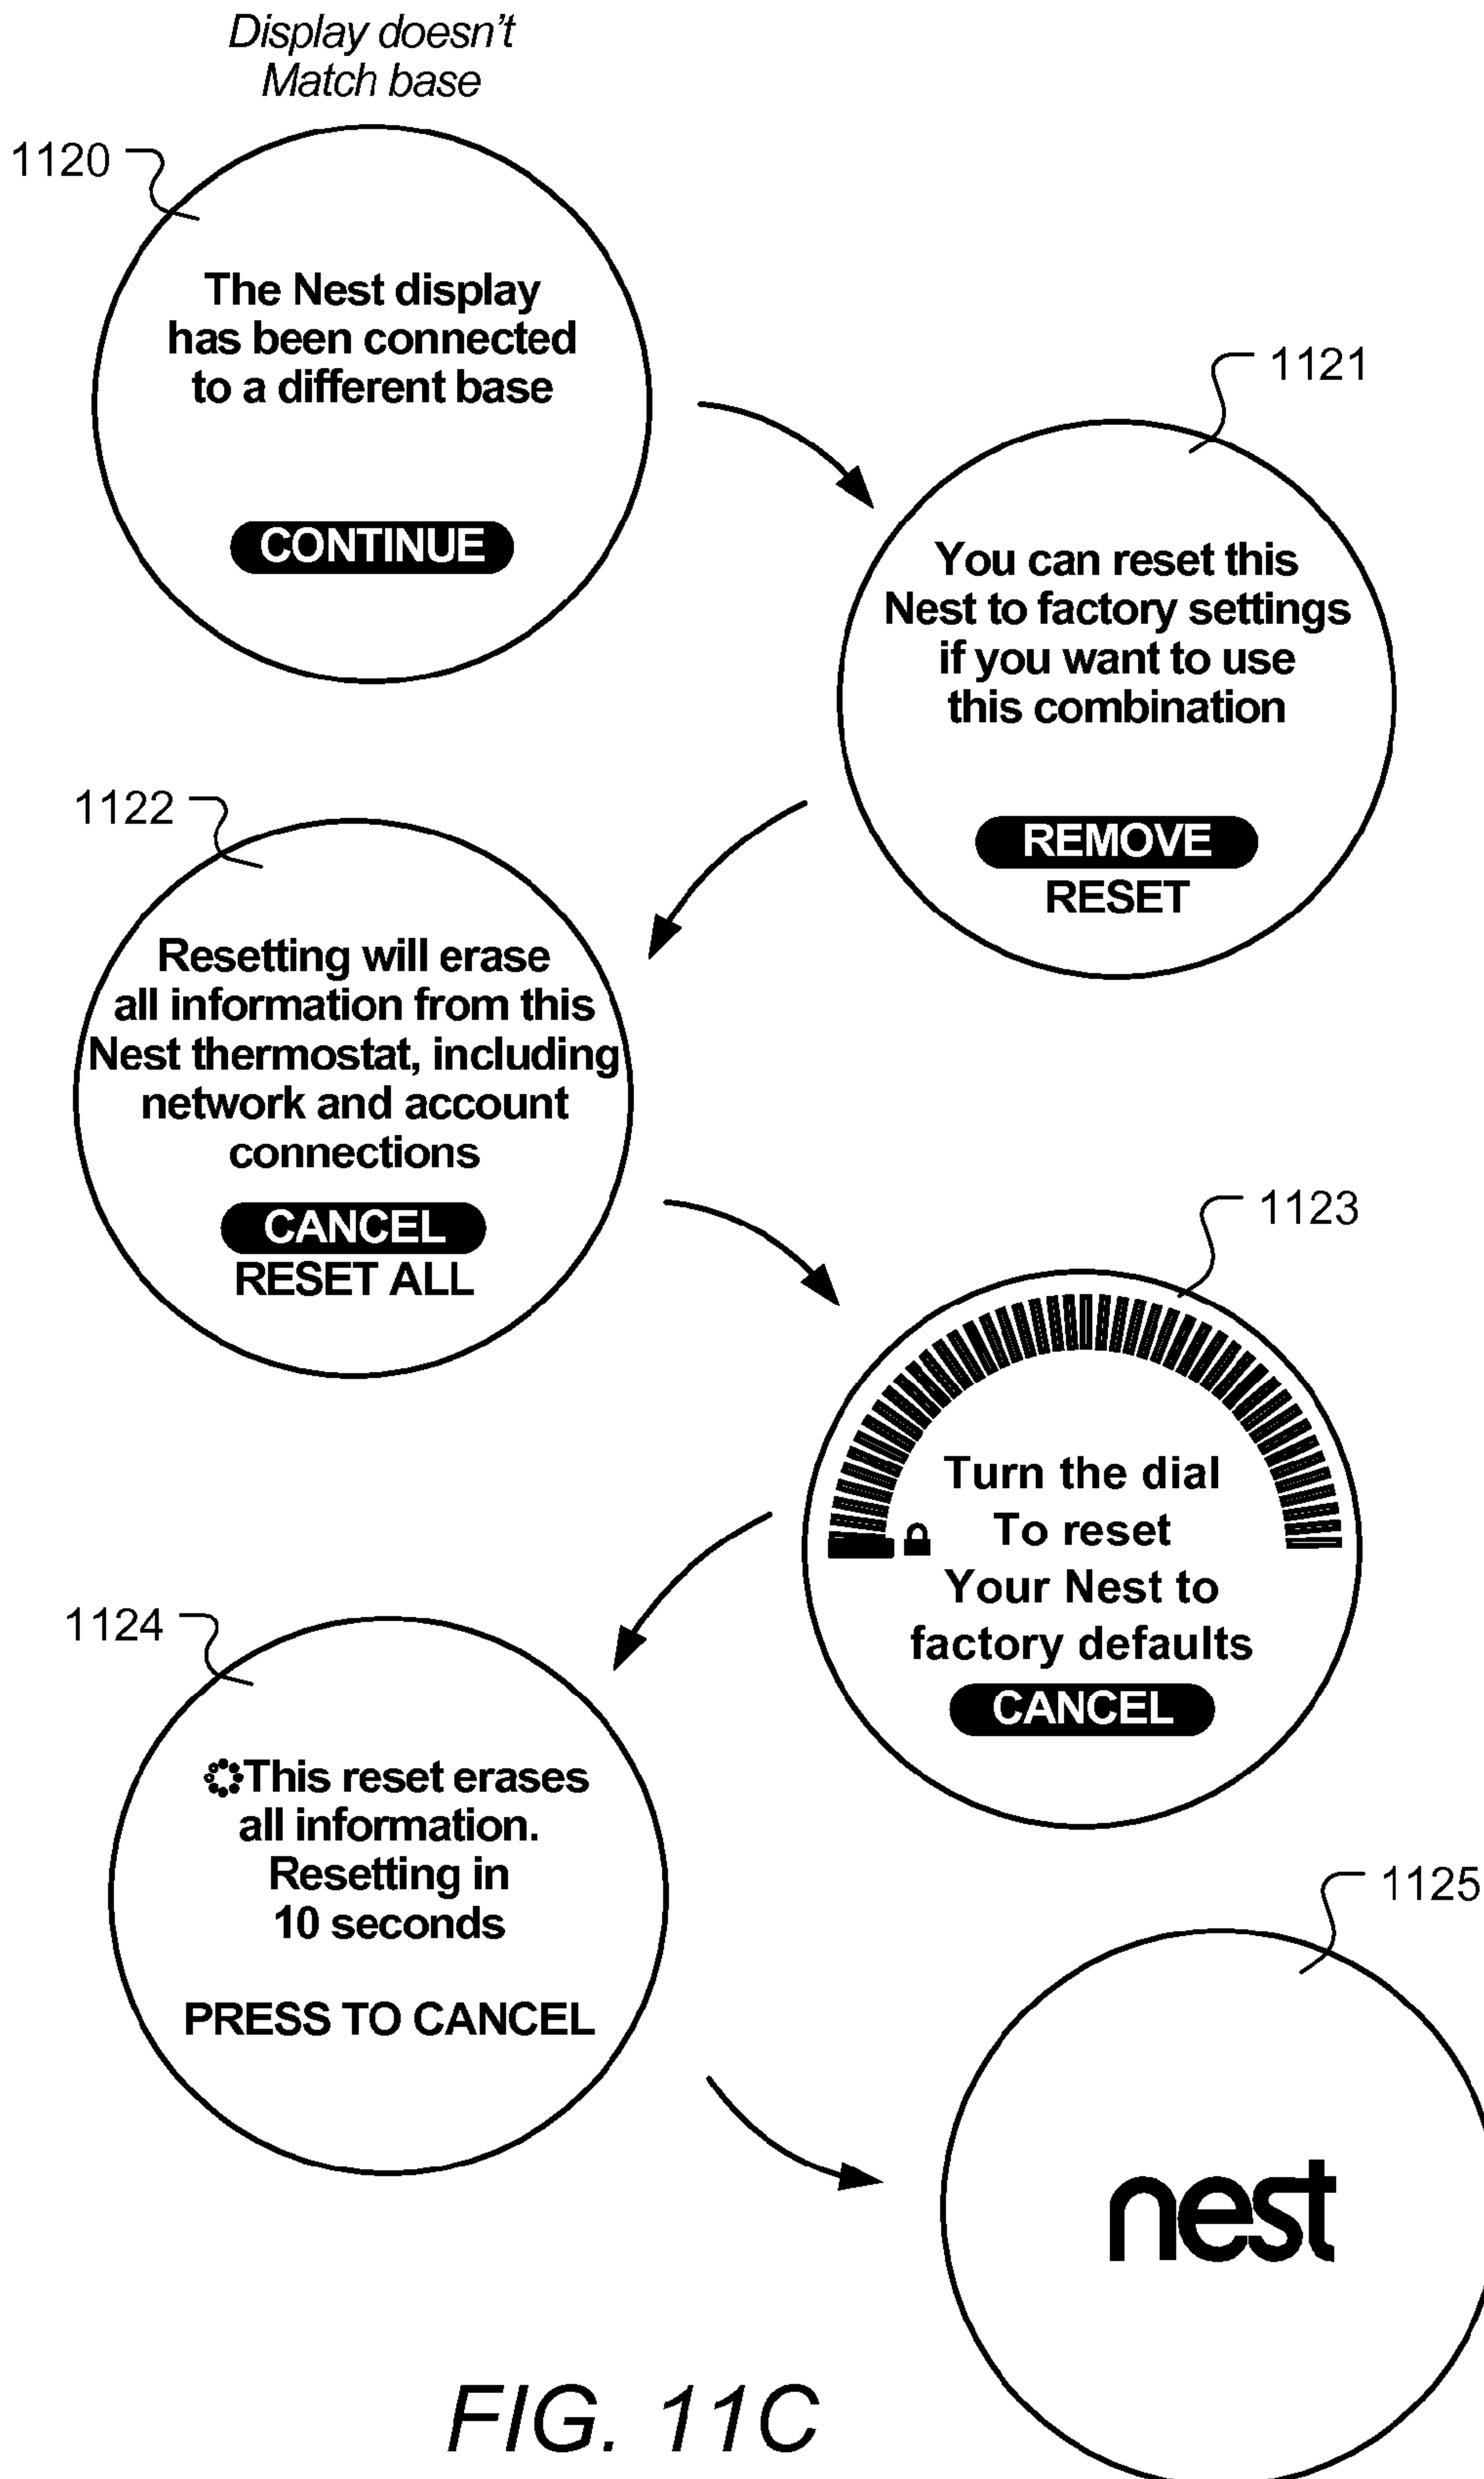 Display doesn't
Match base
1120
The Nest display
has been connected
to a different base
CONTINUE
1121
You can reset this
Nest to factory settings
if you want to use
this combination
REMOVE
RESET
1122
Resetting will erase
all information from this
Nest thermostat, including
network and account
connections
CANCEL
RESET ALL
1123
Turn the dial
To reset
Your Nest to
factory defaults
CANCEL
1124
This reset erases
all information.
Resetting in
10 seconds
PRESS TO CANCEL
1125
nest
FIG. 11C